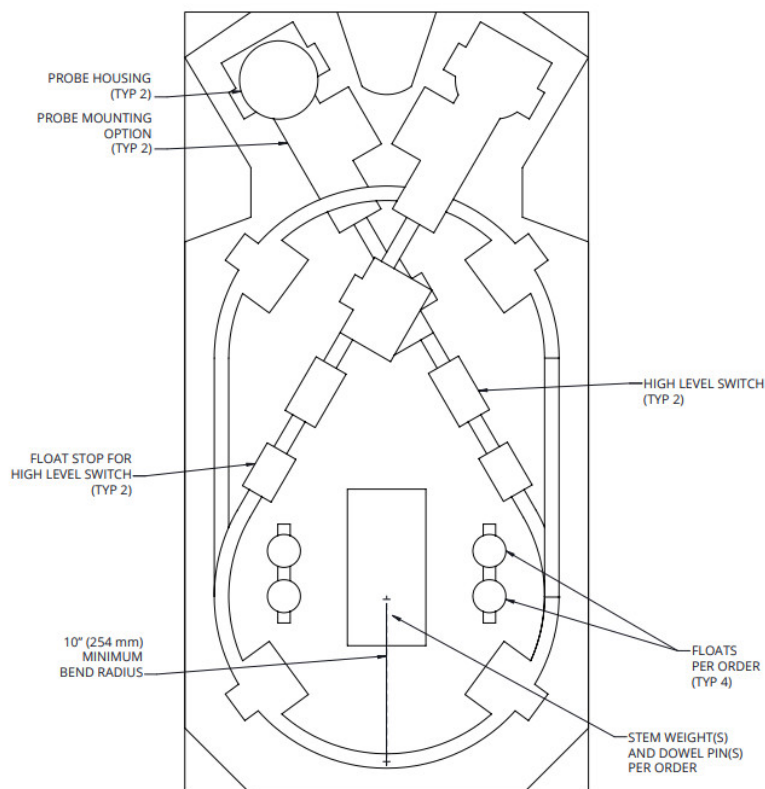 PROBE HOUSING
(TYP 2)
PROBE MOUNTING
OPTION
(TYP 2)
HIGH LEVEL SWITCH
(TYP 2)
FLOAT STOP FOR
HIGH LEVEL SWITCH
(TYP 2)
10" (254 mm)
MINIMUM
BEND RADIUS
FLOATS
PER ORDER
(TYP 4)
STEM WEIGHT(S)
AND DOWEL PIN(S)
PER ORDER